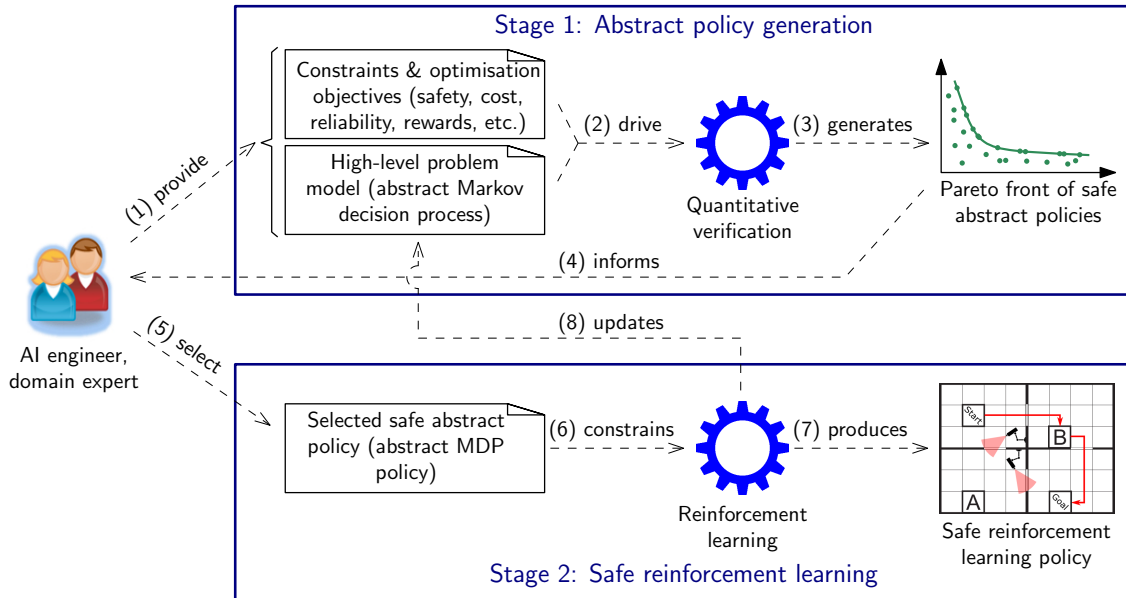 Stage 1: Abstract policy generation
Constraints & optimisation
objectives (safety, cost,
reliability, rewards, etc.)
High-level problem
model (abstract Markov
decision process)
(1) provide
(2) drive
Quantitative
verification
(3) generates
Pareto front of safe
abstract policies
(4) informs
AI engineer,
domain expert
(5) select
(8) updates
Selected safe abstract
policy (abstract MDP
policy)
(6) constrains
Reinforcement
learning
(7) produces
Start
B
A
Goal
Safe reinforcement
learning policy
Stage 2: Safe reinforcement learning